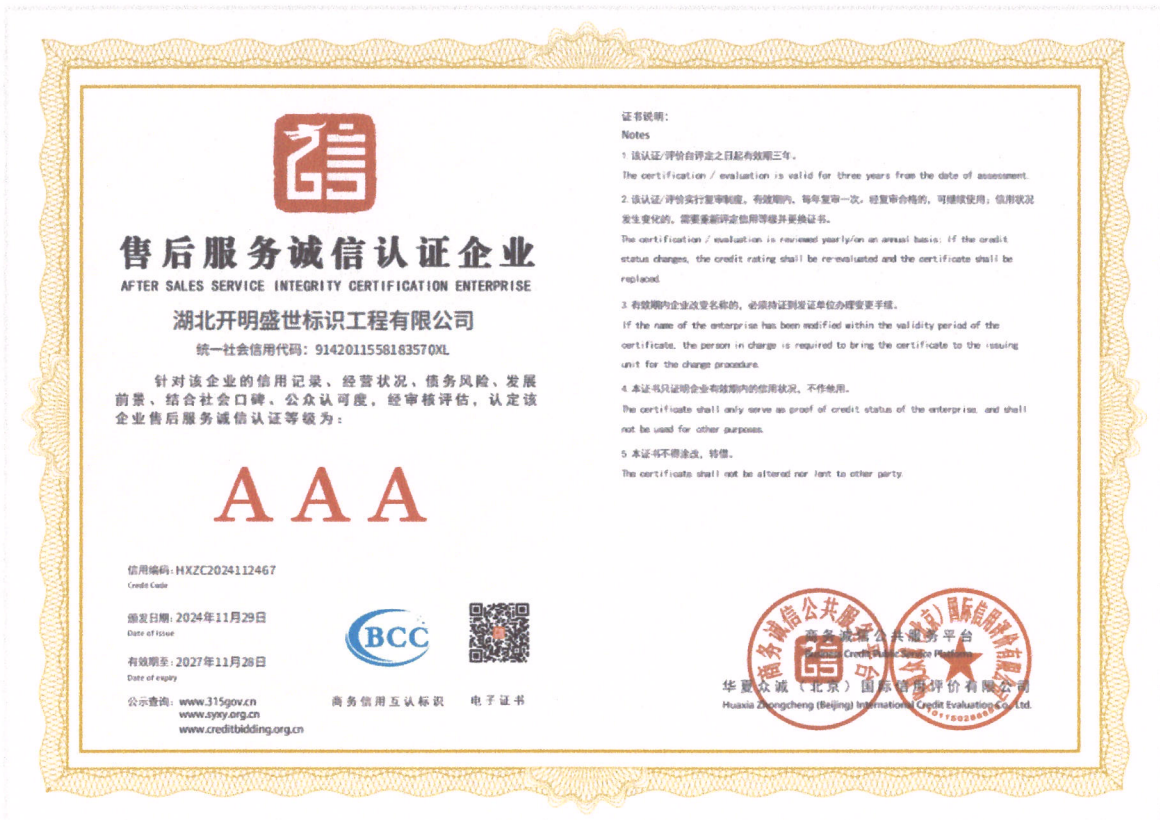 售后服务诚信认证企业
AFTER SALES SERVICE INTEGRITY CERTIFICATION ENTERPRISE
湖北开明盛世标识工程有限公司
统一社会信用代码：9142011558183570XL
针对该企业的信用记录、经营状况、债务风险、发展
前景、结合社会口碑、公众认可度，经审核评估，认定该
企业售后服务诚信认证等级为：
AAA
信用编码：HXZC2024112467
Credit Code
颁发日期：2024年11月29日
Date of issue
有效期至：2027年11月28日
Date of expiry
公示查询：www.315gov.cn
www.syxy.org.cn
www.creditbidding.org.cn
BCC
商务信用互认标识
电子证书
证书说明：
Notes
1. 该认证/评价自评定之日起有效期三年。
The certification / evaluation is valid for three years from the date of assessment.
2. 该认证/评价实行复审制度，有效期内，每年复审一次，经复审合格的，可继续使用；信用状况
发生变化的，需要重新评定信用等级并更换证书。
The certification / evaluation is reviewed yearly/on an annual basis; If the credit
status changes, the credit rating shall be re-evaluated and the certificate shall be
replaced.
3. 有效期内企业改变名称的，必须持证到发证单位办理变更手续。
If the name of the enterprise has been modified within the validity period of the
certificate, the person in charge is required to bring the certificate to the issuing
unit for the change procedure.
4. 本证书只证明企业有效期内的信用状况，不作他用。
The certificate shall only serve as proof of credit status of the enterprise, and shall
not be used for other purposes.
5. 本证书不得涂改，转借。
The certificate shall not be altered nor lent to other party.
商务诚信公共服务平台
Business Credit Public Service Platform
华夏众诚（北京）国际信用评价有限公司
Huaxia Zhongcheng (Beijing) International Credit Evaluation Co., Ltd.